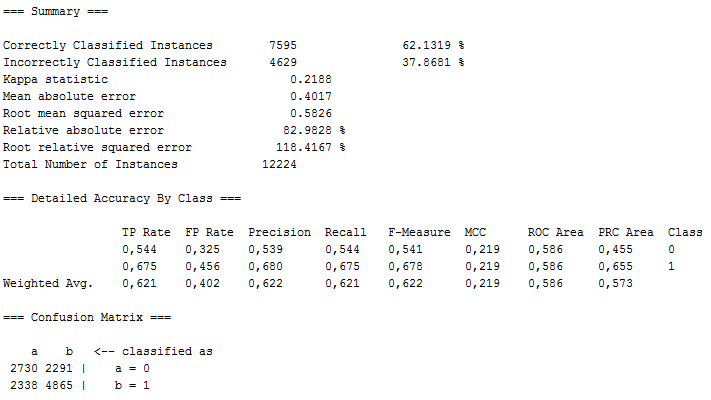 === Summary ===
Correctly Classified Instances 7595 62.1319 %
Incorrectly Classified Instances 4629 37.8681 %
Kappa statistic 0.2188
Mean absolute error 0.4017
Root mean squared error 0.5826
Relative absolute error 82.9828 %
Root relative squared error 118.4167 %
Total Number of Instances 12224
=== Detailed Accuracy By Class ===
TP Rate FP Rate Precision Recall F-Measure MCC ROC Area PRC Area Class
0,544 0,325 0,539 0,544 0,541 0,219 0,586 0,455 0
0,675 0,456 0,680 0,675 0,678 0,219 0,586 0,655 1
Weighted Avg. 0,621 0,402 0,622 0,621 0,622 0,219 0,586 0,573
=== Confusion Matrix ===
a b <-- classified as
2730 2291 | a = 0
2338 4865 | b = 1